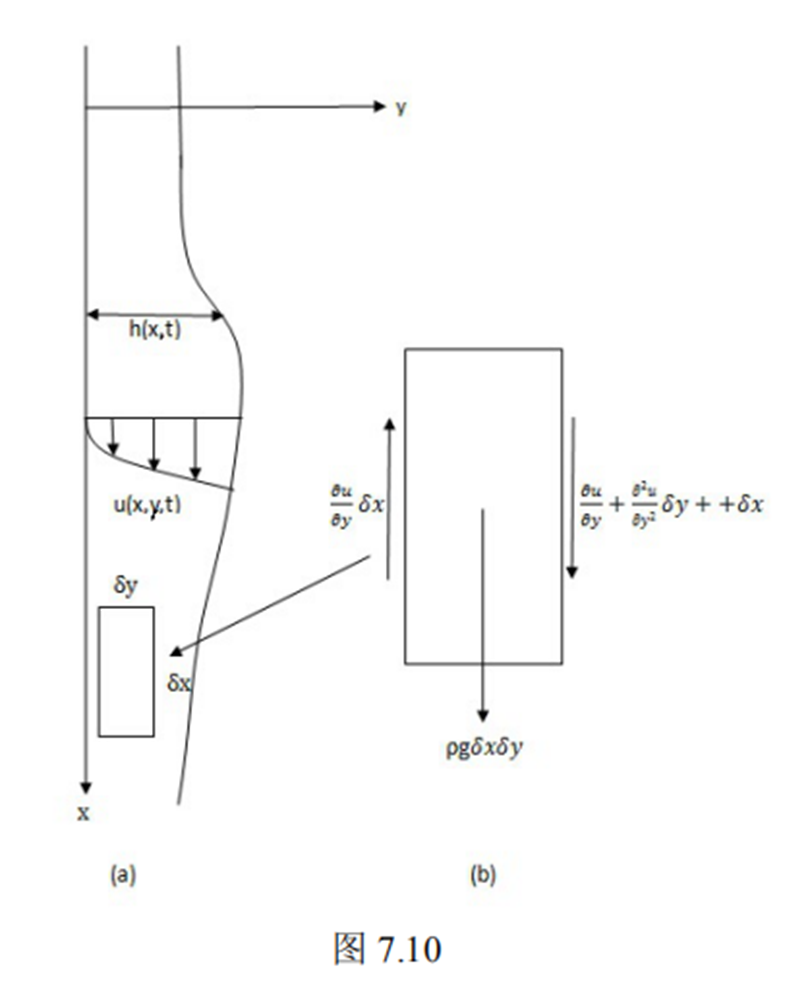 y
h(x,t)
u(x,y,t)
δy
δx
x
(a)
∂u/∂y δx
∂u/∂y + ∂²u/∂y² δy + +δx
ρgδxδy
(b)
图 7.10